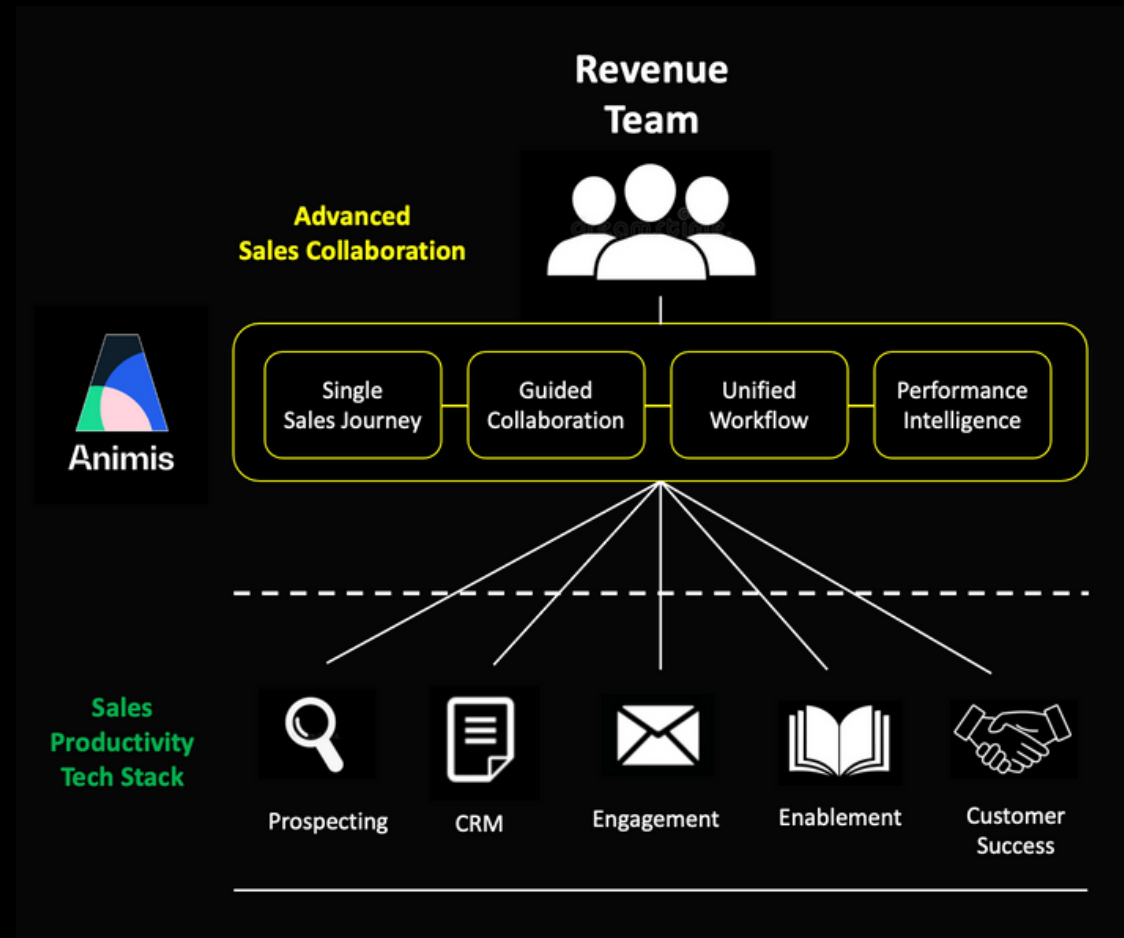 Revenue
Team
Advanced
Sales Collaboration
Animis
Single
Sales Journey
Guided
Collaboration
Unified
Workflow
Performance
Intelligence
Sales
Productivity
Tech Stack
Prospecting
CRM
Engagement
Enablement
Customer
Success